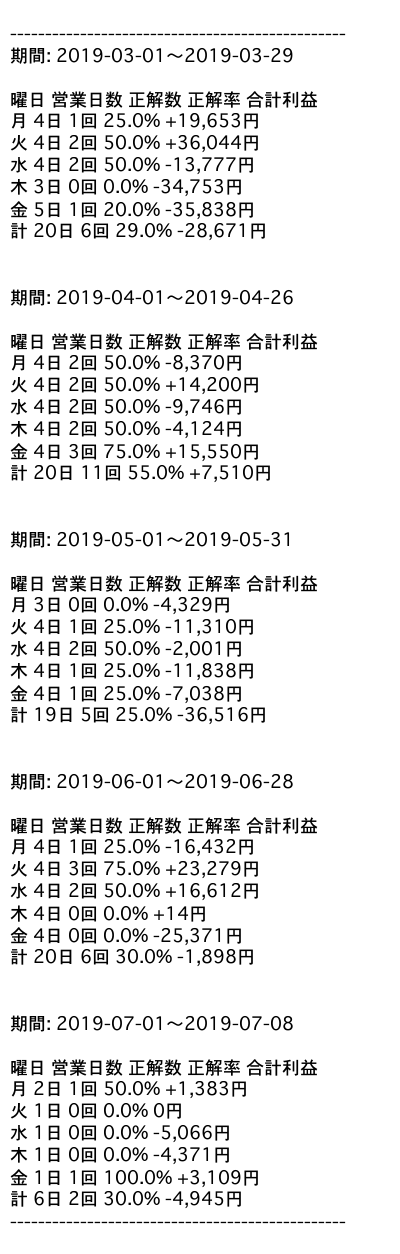 ------------------------------------------------
期間: 2019-03-01～2019-03-29
曜日 営業日数 正解数 正解率 合計利益
月 4日 1回 25.0% +19,653円
火 4日 2回 50.0% +36,044円
水 4日 2回 50.0% -13,777円
木 3日 0回 0.0% -34,753円
金 5日 1回 20.0% -35,838円
計 20日 6回 29.0% -28,671円
期間: 2019-04-01～2019-04-26
曜日 営業日数 正解数 正解率 合計利益
月 4日 2回 50.0% -8,370円
火 4日 2回 50.0% +14,200円
水 4日 2回 50.0% -9,746円
木 4日 2回 50.0% -4,124円
金 4日 3回 75.0% +15,550円
計 20日 11回 55.0% +7,510円
期間: 2019-05-01～2019-05-31
曜日 営業日数 正解数 正解率 合計利益
月 3日 0回 0.0% -4,329円
火 4日 1回 25.0% -11,310円
水 4日 2回 50.0% -2,001円
木 4日 1回 25.0% -11,838円
金 4日 1回 25.0% -7,038円
計 19日 5回 25.0% -36,516円
期間: 2019-06-01～2019-06-28
曜日 営業日数 正解数 正解率 合計利益
月 4日 1回 25.0% -16,432円
火 4日 3回 75.0% +23,279円
水 4日 2回 50.0% +16,612円
木 4日 0回 0.0% +14円
金 4日 0回 0.0% -25,371円
計 20日 6回 30.0% -1,898円
期間: 2019-07-01～2019-07-08
曜日 営業日数 正解数 正解率 合計利益
月 2日 1回 50.0% +1,383円
火 1日 0回 0.0% 0円
水 1日 0回 0.0% -5,066円
木 1日 0回 0.0% -4,371円
金 1日 1回 100.0% +3,109円
計 6日 2回 30.0% -4,945円
------------------------------------------------